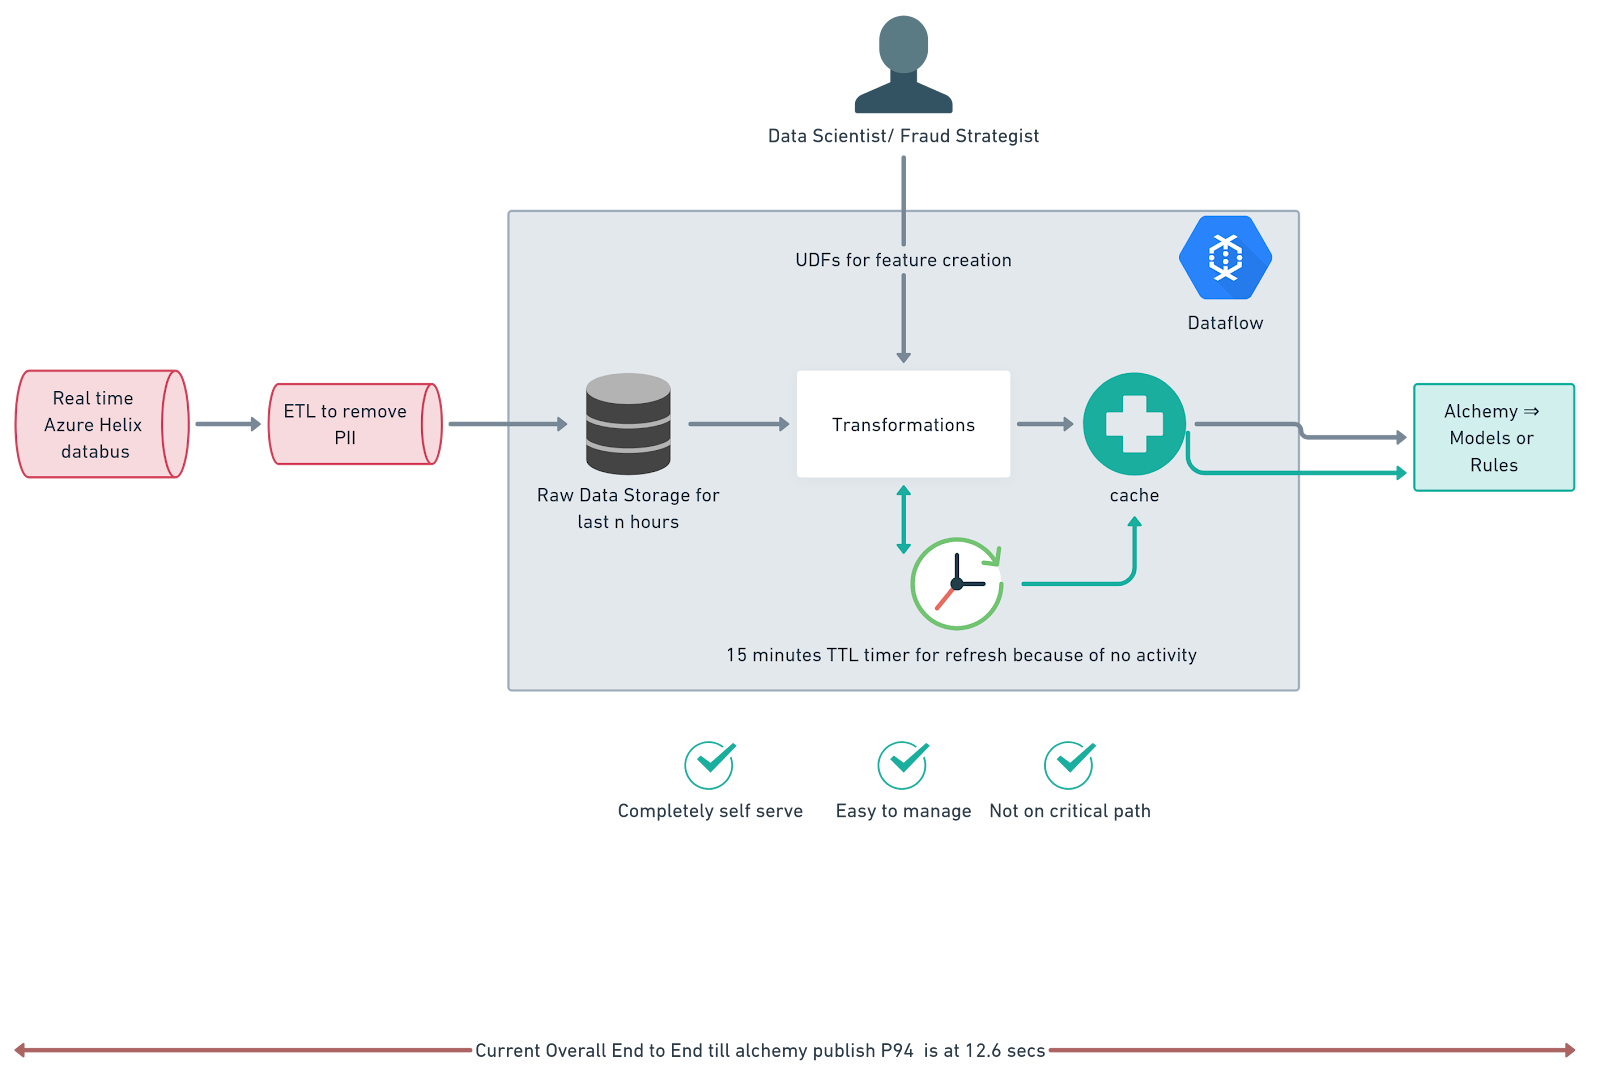 Data Scientist/ Fraud Strategist
UDFs for feature creation
Dataflow
Real time
Azure Helix
databus
ETL to remove
PII
Raw Data Storage for
last n hours
Transformations
cache
Alchemy ⇒
Models or
Rules
15 minutes TTL timer for refresh because of no activity
Completely self serve
Easy to manage
Not on critical path
Current Overall End to End till alchemy publish P94 is at 12.6 secs